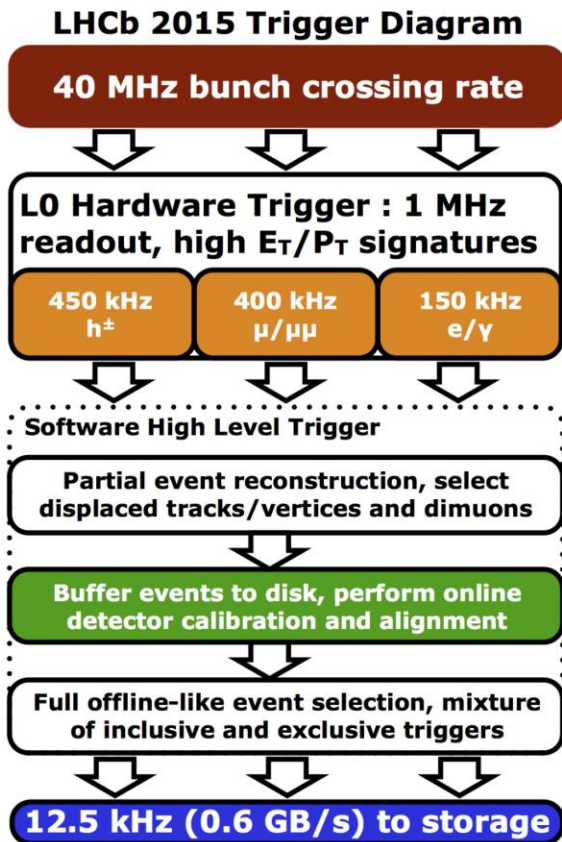 LHCb 2015 Trigger Diagram
40 MHz bunch crossing rate
L0 Hardware Trigger : 1 MHz
readout, high ET/PT signatures
450 kHz
h±
400 kHz
μ/μμ
150 kHz
e/γ
Software High Level Trigger
Partial event reconstruction, select
displaced tracks/vertices and dimuons
Buffer events to disk, perform online
detector calibration and alignment
Full offline-like event selection, mixture
of inclusive and exclusive triggers
12.5 kHz (0.6 GB/s) to storage